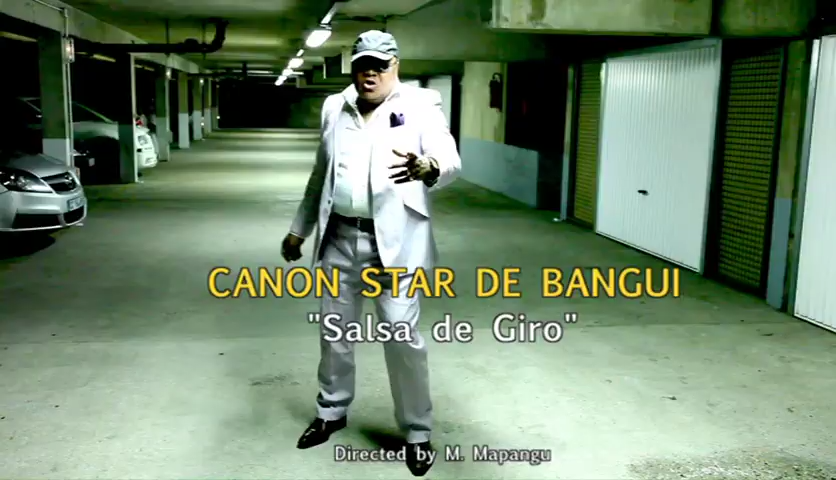 CANON STAR DE BANGUI
"Salsa de Giro"
Directed by M. Mapangu